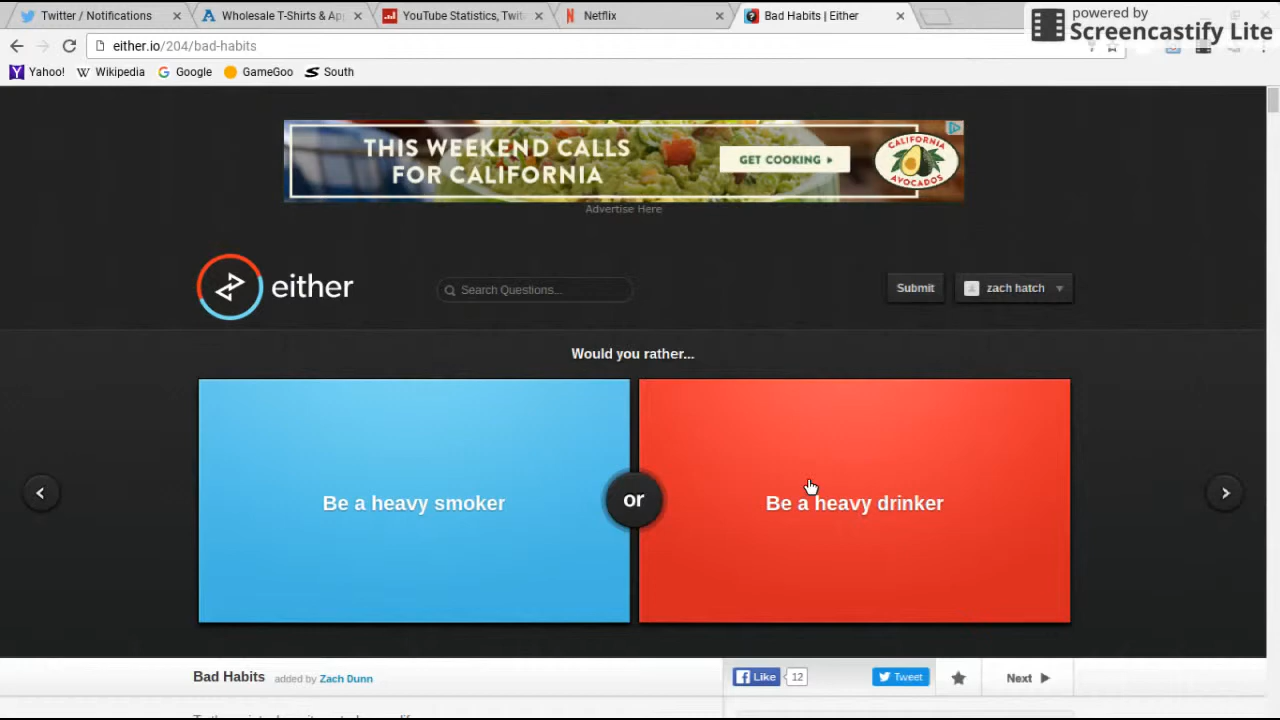 Twitter / Notifications
Wholesale T-Shirts & Ap
YouTube Statistics, Twit
Netflix
Bad Habits | Either
powered by
Screencastify Lite
either.io/204/bad-habits
Yahoo!
Wikipedia
Google
GameGoo
South
THIS WEEKEND CALLS
FOR CALIFORNIA
GET COOKING
CALIFORNIA
AVOCADOS
Advertise Here
either
Search Questions...
Submit
zach hatch
Would you rather...
Be a heavy smoker
or
Be a heavy drinker
Bad Habits added by Zach Dunn
Like
12
Tweet
Next